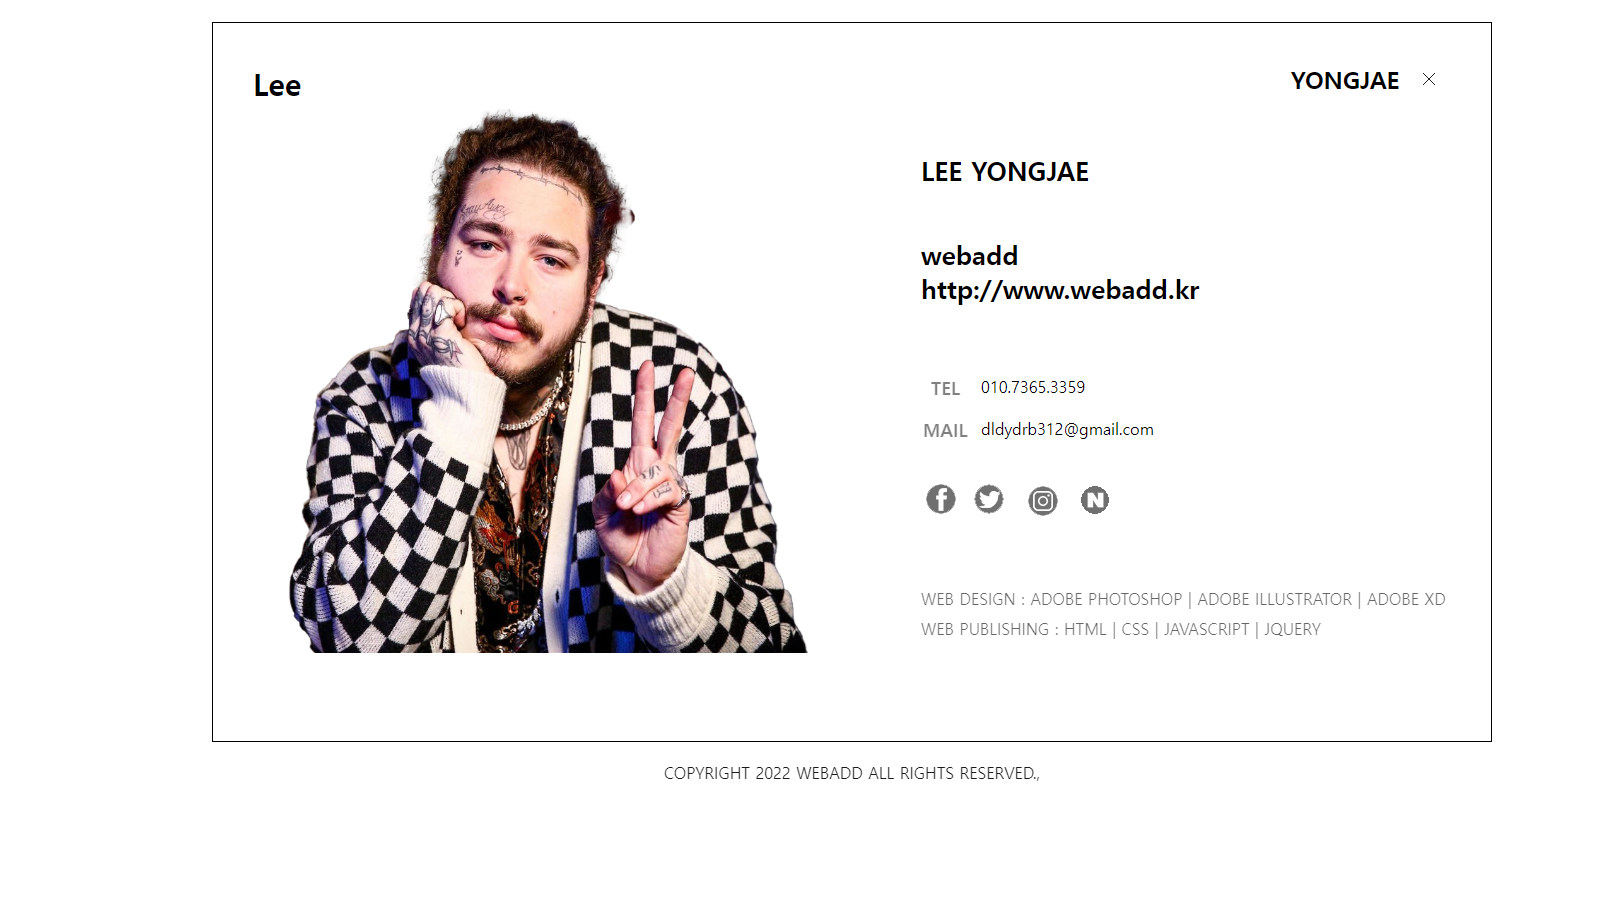 Lee
YONGJAE
LEE YONGJAE
webadd
http://www.webadd.kr
TEL 010.7365.3359
MAIL dldydrb312@gmail.com
WEB DESIGN : ADOBE PHOTOSHOP | ADOBE ILLUSTRATOR | ADOBE XD
WEB PUBLISHING : HTML | CSS | JAVASCRIPT | JQUERY
COPYRIGHT 2022 WEBADD ALL RIGHTS RESERVED.,